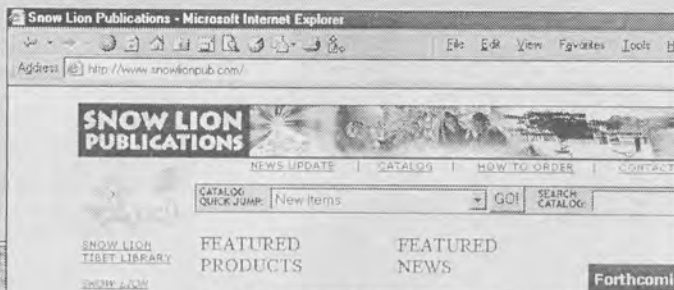 Snow Lion Publications - Microsoft Internet Explorer
File Edit View Favorites Tools H
Address http://www.snowlionpub.com/
SNOW LION
PUBLICATIONS
NEWS UPDATE | CATALOG | HOW TO ORDER | CONTACT
CATALOG
QUICK JUMP: New Items GO! SEARCH
CATALOG:
SNOW LION
TIBET LIBRARY
SNOW LION
FEATURED
PRODUCTS
FEATURED
NEWS
Forthcomi